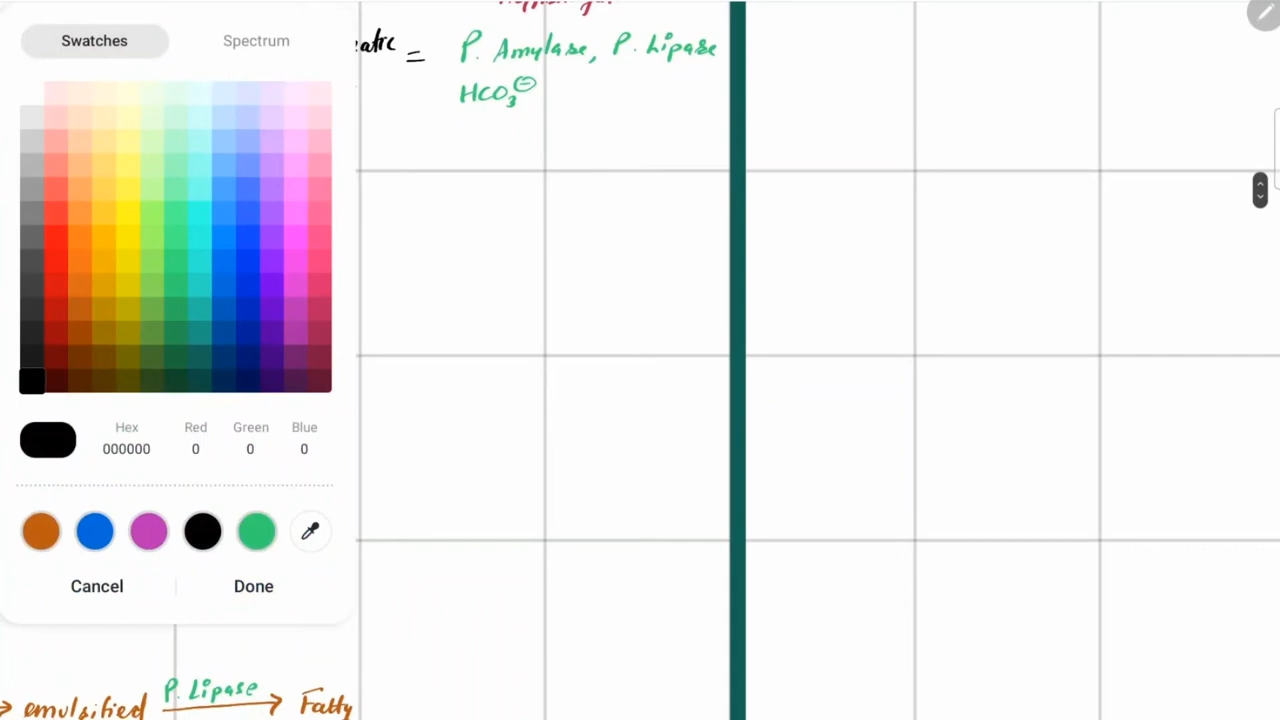 Swatches Spectrum
= P. Amylase, P. Lipase
HCO3⊖
Hex Red Green Blue
000000 0 0 0
Cancel Done
P. Lipase
emulsified → Fatty